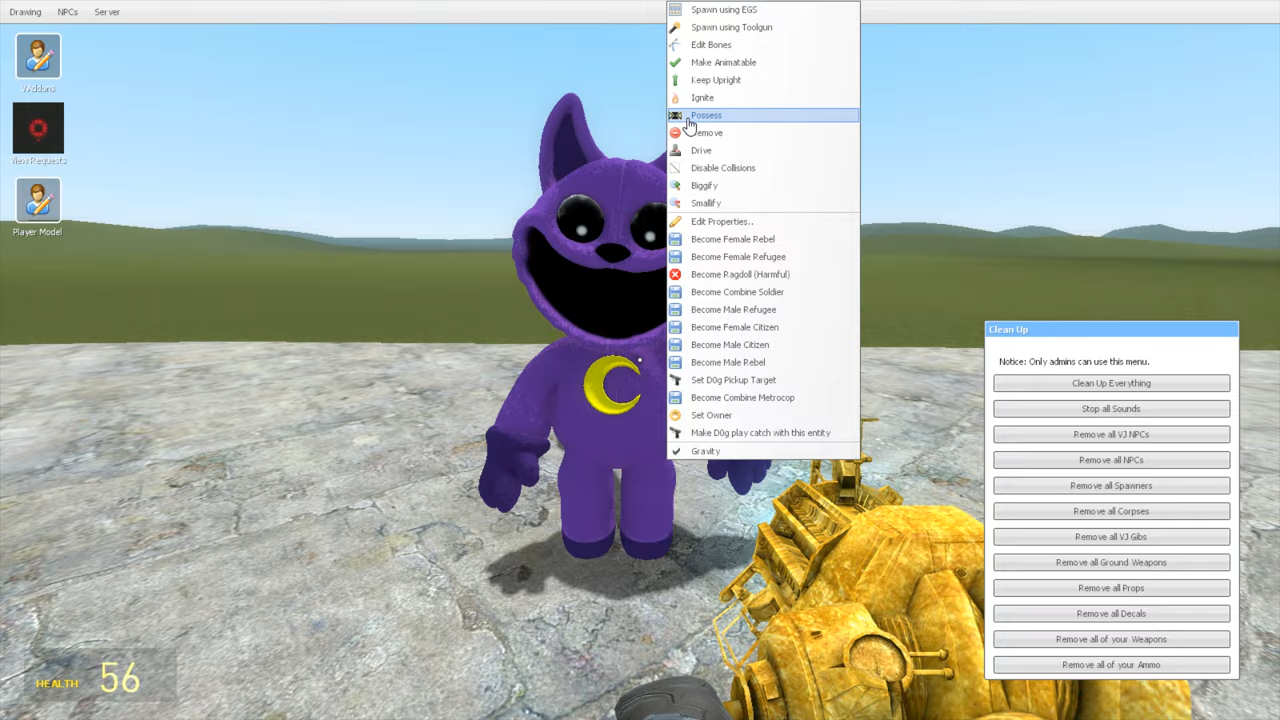 Drawing
NPCs
Server
VJ Addons
View Requests
Player Model
Spawn using EGS
Spawn using Toolgun
Edit Bones
Make Animatable
Keep Upright
Ignite
Possess
Remove
Drive
Disable Collisions
Biggify
Smallify
Edit Properties..
Become Female Rebel
Become Female Refugee
Become Ragdoll (Harmful)
Become Combine Soldier
Become Male Refugee
Become Female Citizen
Become Male Citizen
Become Male Rebel
Set D0g Pickup Target
Become Combine Metrocop
Set Owner
Make D0g play catch with this entity
Gravity
Clean Up
Notice: Only admins can use this menu.
Clean Up Everything
Stop all Sounds
Remove all VJ NPCs
Remove all NPCs
Remove all Spawners
Remove all Corpses
Remove all VJ Gibs
Remove all Ground Weapons
Remove all Props
Remove all Decals
Remove all of your Weapons
Remove all of your Ammo
HEALTH 56